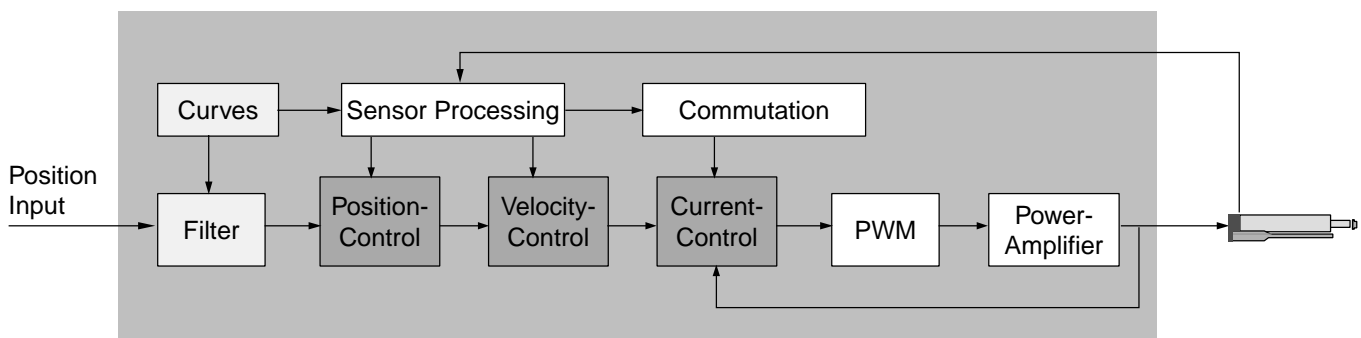 Curves
Sensor Processing
Commutation
Position
Input
Filter
Position-
Control
Velocity-
Control
Current-
Control
PWM
Power-
Amplifier